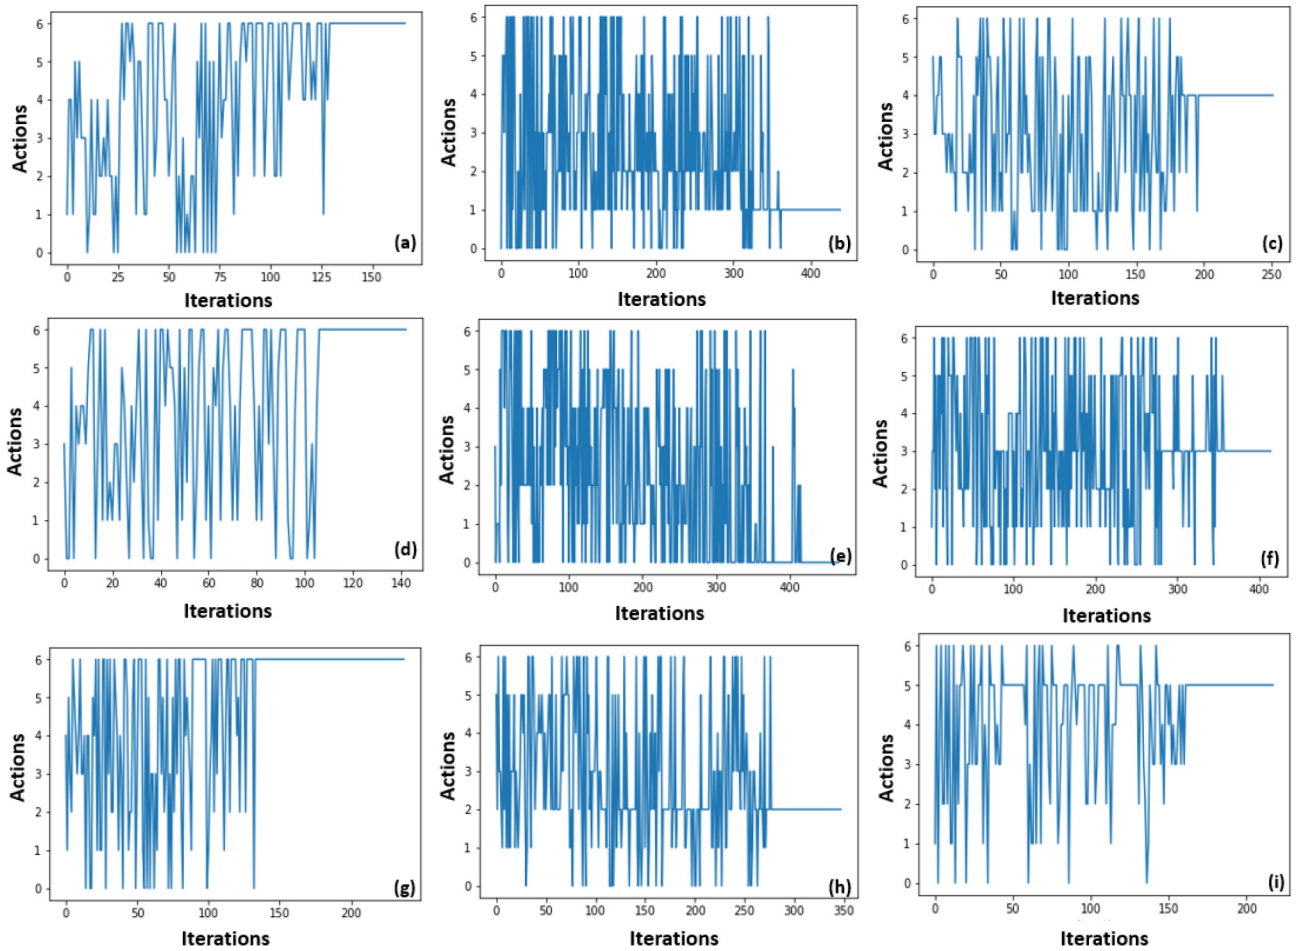 6
5
4
3
2
1
0
Actions
(a)
0 25 50 75 100 125 150
Iterations
6
5
4
3
2
1
0
Actions
(b)
0 100 200 300 400
Iterations
6
5
4
3
2
1
0
Actions
(c)
0 50 100 150 200 250
Iterations
6
5
4
3
2
1
0
Actions
(d)
0 20 40 60 80 100 120 140
Iterations
6
5
4
3
2
1
0
Actions
(e)
0 100 200 300 400
Iterations
6
5
4
3
2
1
0
Actions
(f)
0 100 200 300 400
Iterations
6
5
4
3
2
1
0
Actions
(g)
0 50 100 150 200
Iterations
6
5
4
3
2
1
0
Actions
(h)
0 50 100 150 200 250 300 350
Iterations
6
5
4
3
2
1
0
Actions
(i)
0 50 100 150 200
Iterations